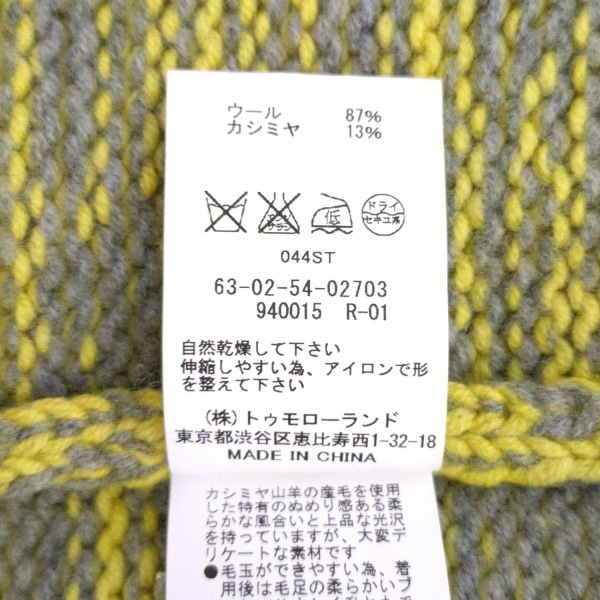 ウール 87%
カシミヤ 13%
エンソ
サラシ
低
ドライ
セキユ系
044ST
63-02-54-02703
940015 R-01
自然乾燥して下さい
伸縮しやすい為、アイロンで形
を整えて下さい
(株)トゥモローランド
東京都渋谷区恵比寿西1-32-18
MADE IN CHINA
カシミヤ山羊の産毛を使用
した特有のぬめり感ある柔
らかな風合いと上品な光沢
を持っていますが、大変デ
リケートな素材です
●毛玉ができやすい為、着
用後は毛足の柔らかいブ